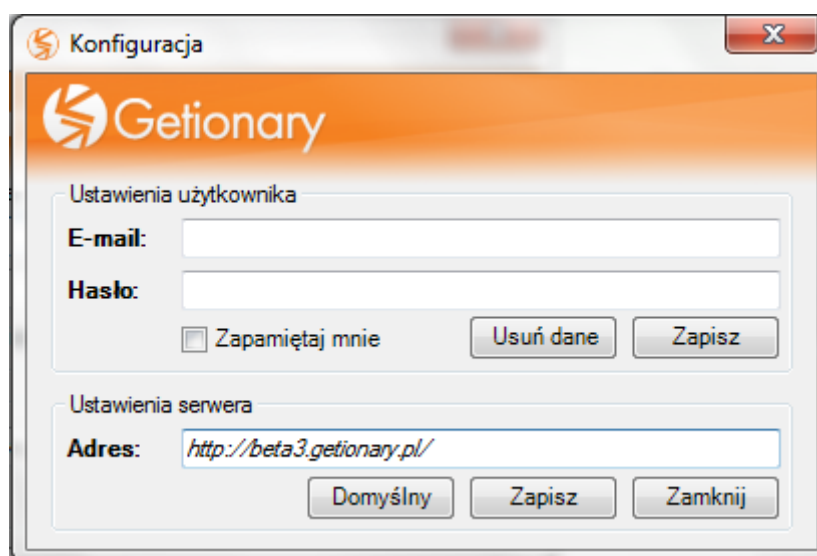 Konfiguracja
Getionary
Ustawienia użytkownika
E-mail:
Hasło:
Zapamiętaj mnie Usuń dane Zapisz
Ustawienia serwera
Adres: http://beta3.getionary.pl/
Domyślny Zapisz Zamknij